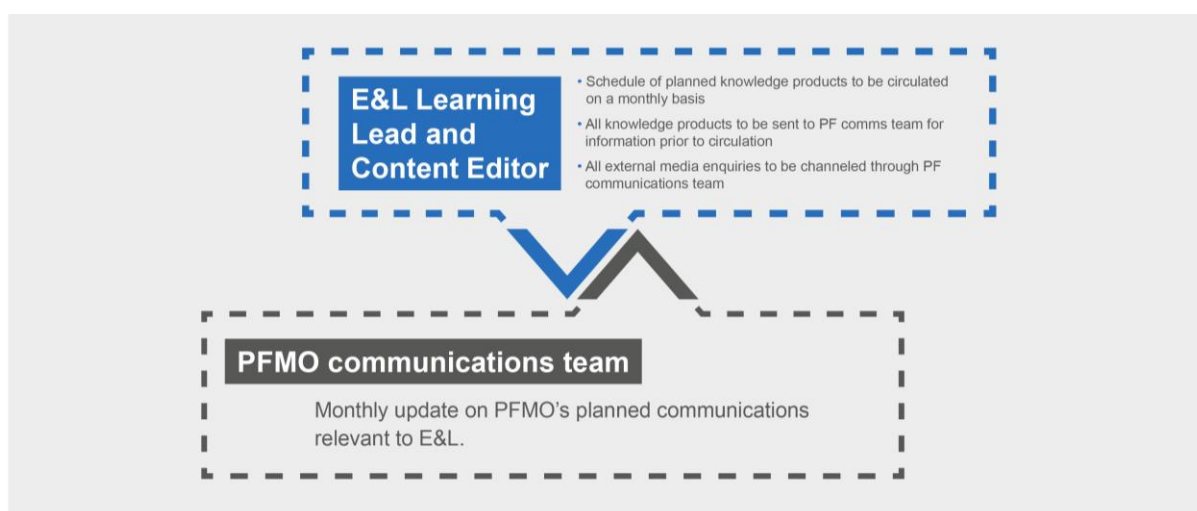 E&L Learning
Lead and
Content Editor
• Schedule of planned knowledge products to be circulated
on a monthly basis
• All knowledge products to be sent to PF comms team for
information prior to circulation
• All external media enquiries to be channeled through PF
communications team
PFMO communications team
Monthly update on PFMO’s planned communications
relevant to E&L.